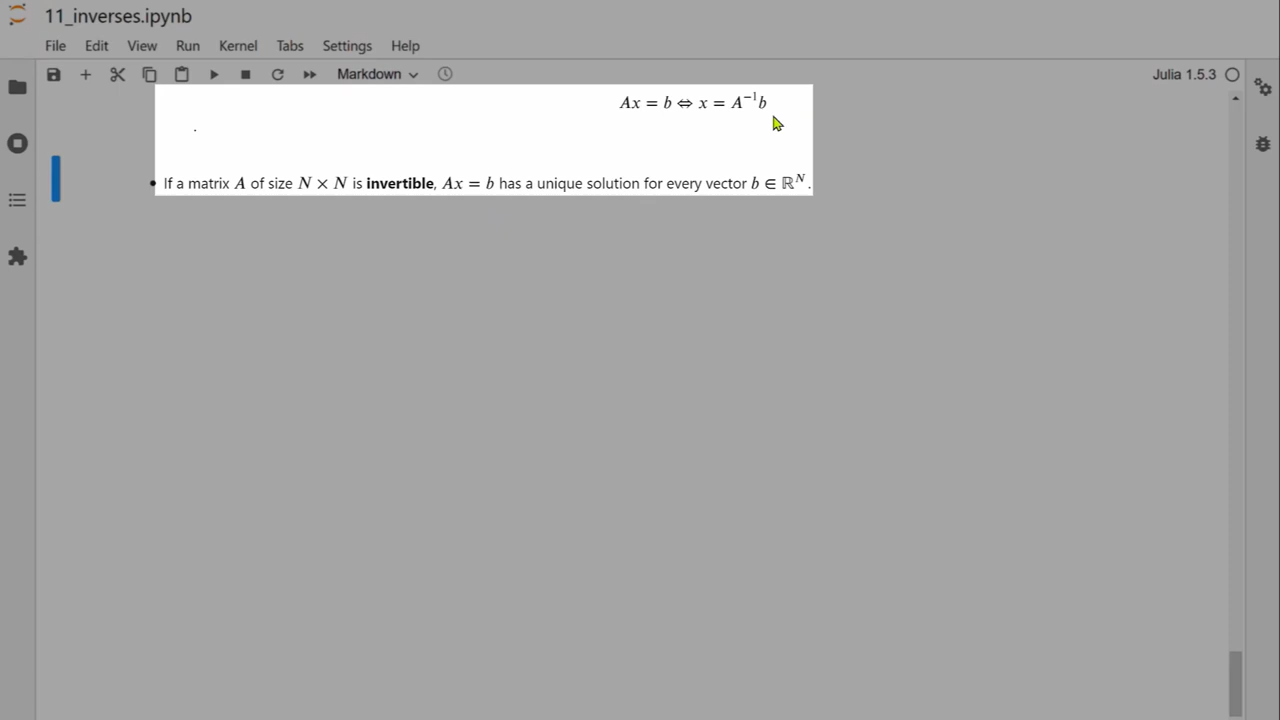 11_inverses.ipynb
File Edit View Run Kernel Tabs Settings Help
Markdown Julia 1.5.3
Ax = b ⇔ x = A⁻¹b
.
• If a matrix A of size N × N is invertible, Ax = b has a unique solution for every vector b ∈ ℝᴺ.